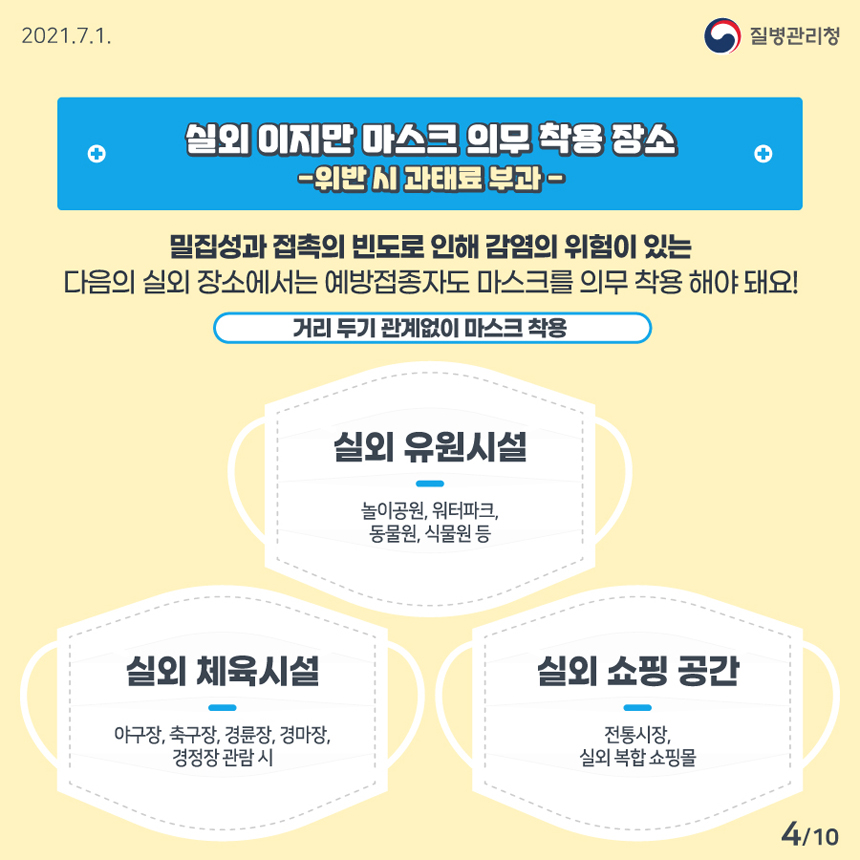 2021.7.1.
질병관리청
실외 이지만 마스크 의무 착용 장소
-위반 시 과태료 부과-
밀집성과 접촉의 빈도로 인해 감염의 위험이 있는
다음의 실외 장소에서는 예방접종자도 마스크를 의무 착용 해야 돼요!
거리 두기 관계없이 마스크 착용
실외 유원시설
놀이공원, 워터파크,
동물원, 식물원 등
실외 체육시설
야구장, 축구장, 경륜장, 경마장,
경정장 관람 시
실외 쇼핑 공간
전통시장,
실외 복합 쇼핑몰
4/10